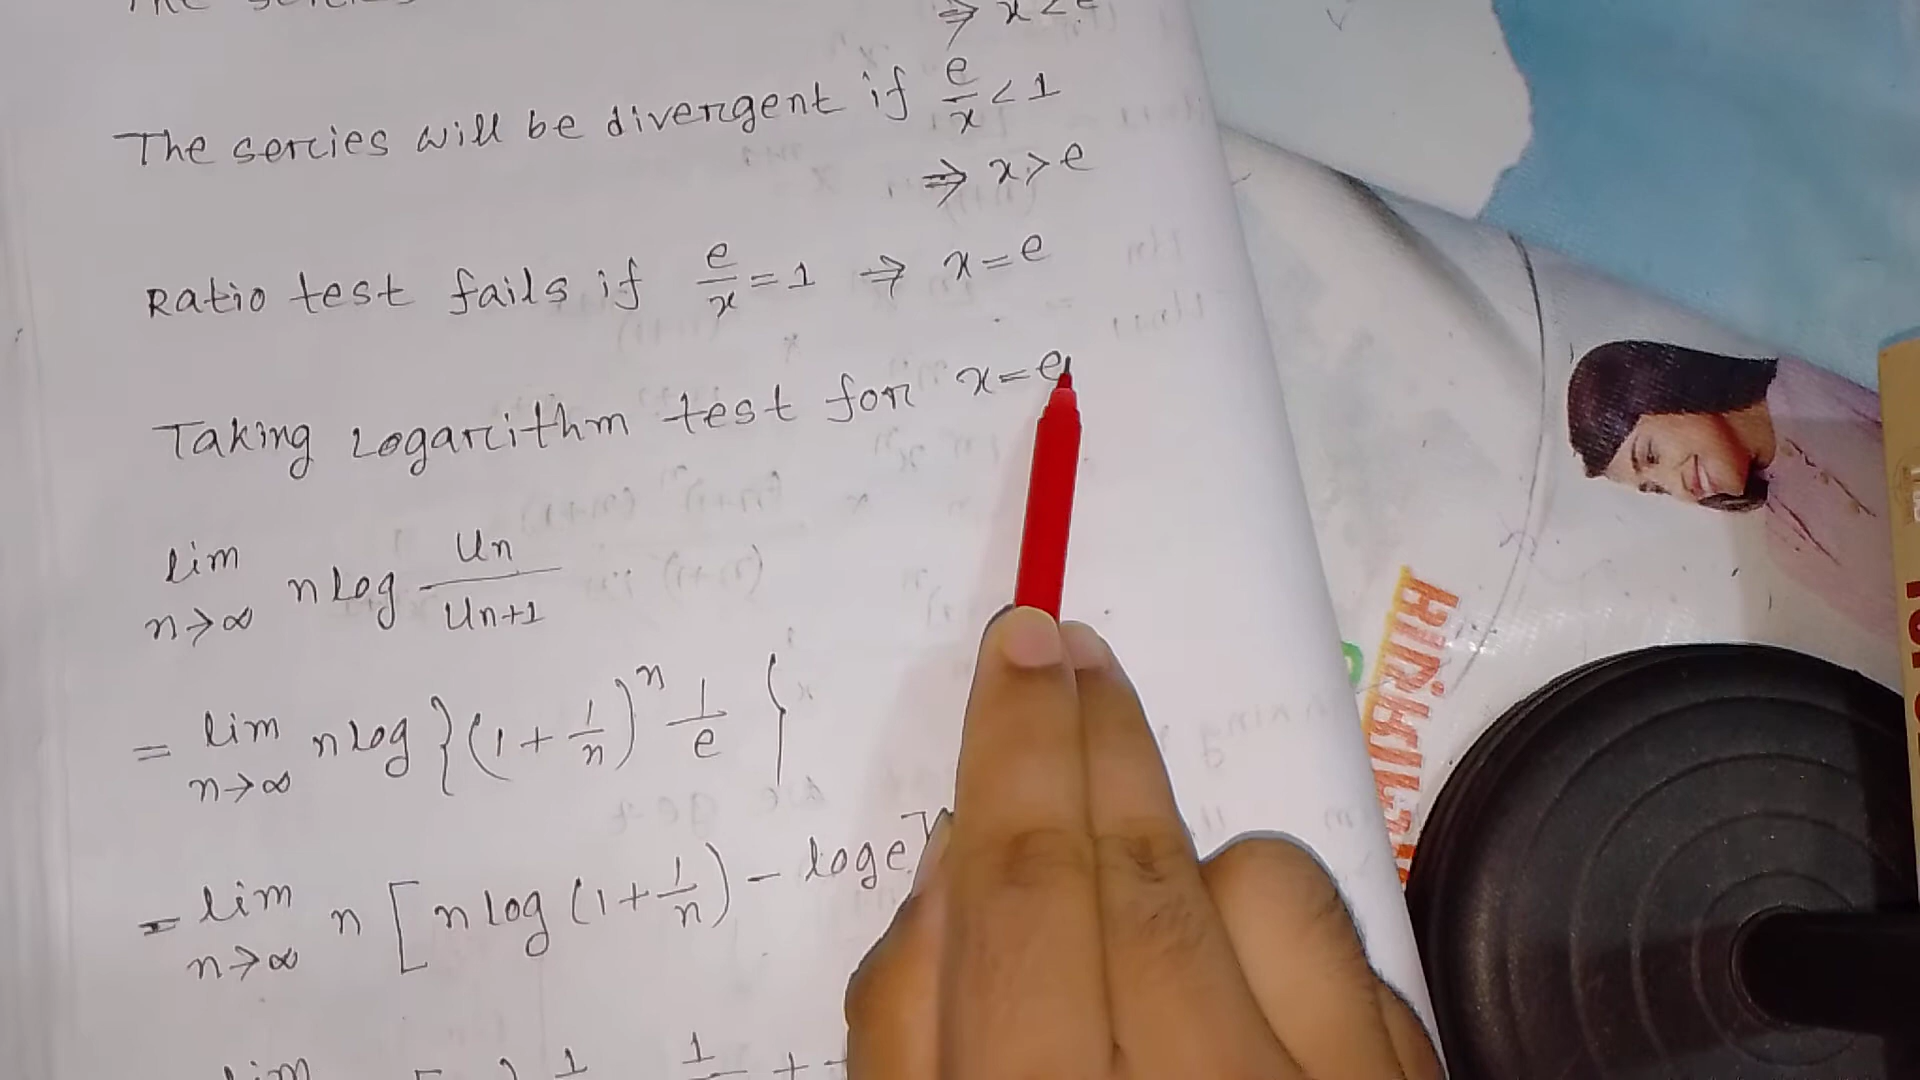 ⇒ x<e
The series will be divergent if e/x < 1
⇒ x > e
Ratio test fails if e/x = 1 ⇒ x = e
Taking Logarithm test for x = e
lim n→∞ n log Un/Un+1
= lim n→∞ n log {(1 + 1/n)^n 1/e}
= lim n→∞ n [n log (1 + 1/n) - log e]
lim